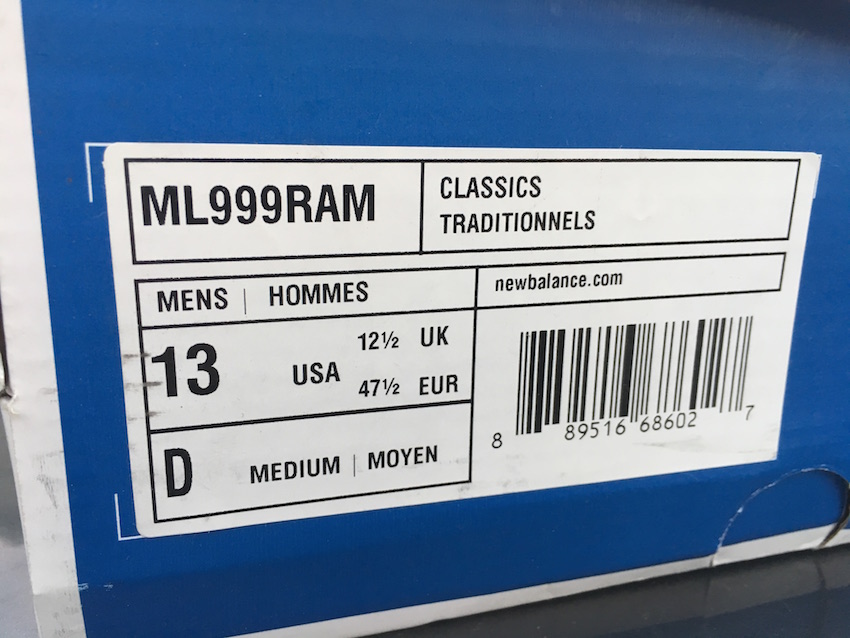 ML999RAM
CLASSICS
TRADITIONNELS
MENS | HOMMES
newbalance.com
13 USA
12½ UK
47½ EUR
D MEDIUM | MOYEN
8 89516 68602 7